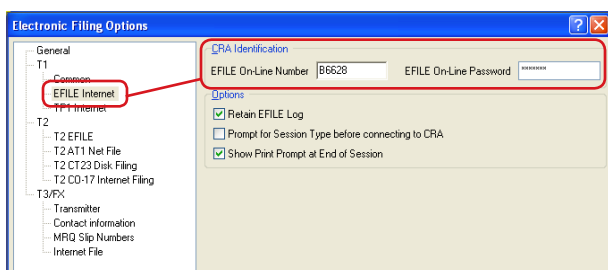 Electronic Filing Options
General
T1
Common
EFILE Internet
TP1 Internet
T2
T2 EFILE
T2 AT1 Net File
T2 CT23 Disk Filing
T2 CO-17 Internet Filing
T3/FX
Transmitter
Contact information
MRQ Slip Numbers
Internet File
CRA Identification
EFILE On-Line Number B6628 EFILE On-Line Password *******
Options
Retain EFILE Log
Prompt for Session Type before connecting to CRA
Show Print Prompt at End of Session